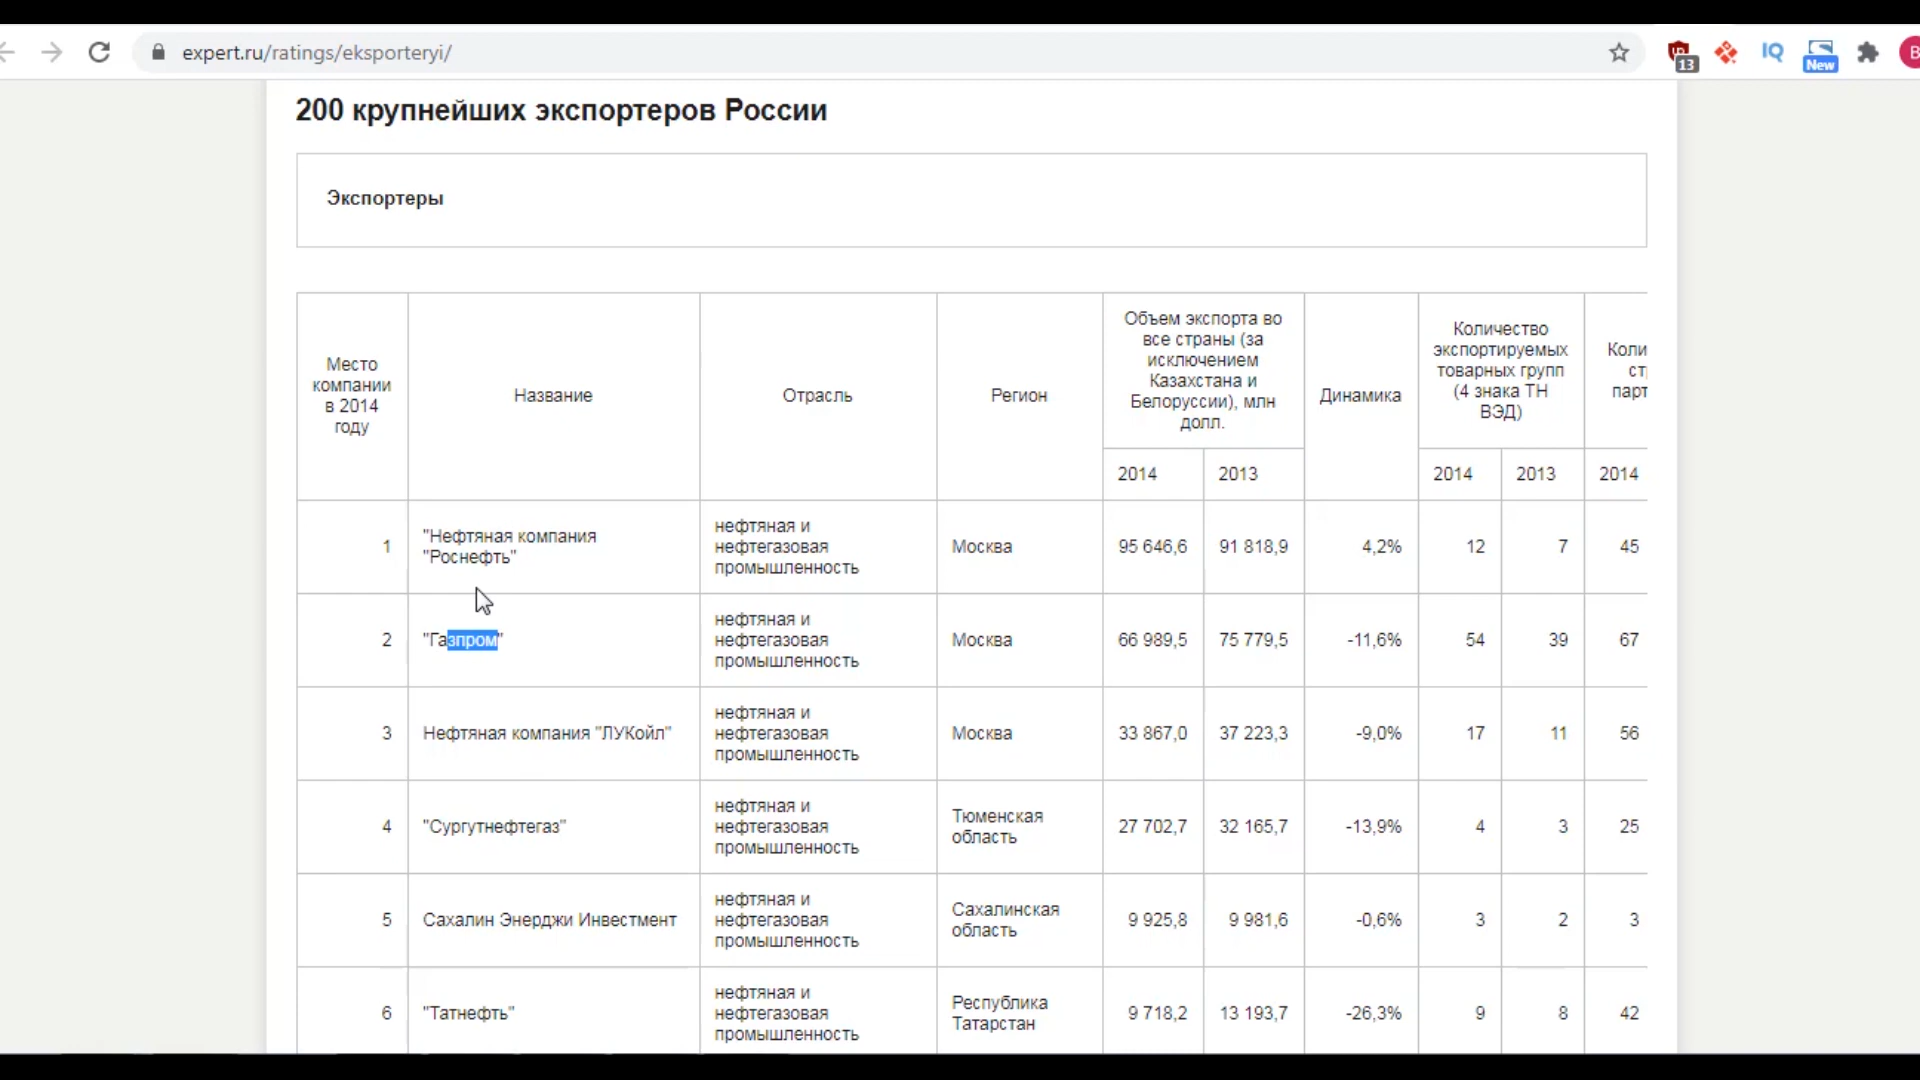 expert.ru/ratings/eksporteryi/
13
IQ
New
B
200 крупнейших экспортеров России
Экспортеры
Место
компании
в 2014
году
Название
Отрасль
Регион
Объем экспорта во
все страны (за
исключением
Казахстана и
Белоруссии), млн
долл.
Динамика
Количество
экспортируемых
товарных групп
(4 знака ТН
ВЭД)
2014
2013
2014
2013
2014
1
"Нефтяная компания
"Роснефть"
нефтяная и
нефтегазовая
промышленность
Москва
95 646,6
91 818,9
4,2%
12
7
45
2
"Газпром"
нефтяная и
нефтегазовая
промышленность
Москва
66 989,5
75 779,5
-11,6%
54
39
67
3
Нефтяная компания "ЛУКойл"
нефтяная и
нефтегазовая
промышленность
Москва
33 867,0
37 223,3
-9,0%
17
11
56
4
"Сургутнефтегаз"
нефтяная и
нефтегазовая
промышленность
Тюменская
область
27 702,7
32 165,7
-13,9%
4
3
25
5
Сахалин Энерджи Инвестмент
нефтяная и
нефтегазовая
промышленность
Сахалинская
область
9 925,8
9 981,6
-0,6%
3
2
3
6
"Татнефть"
нефтяная и
нефтегазовая
промышленность
Республика
Татарстан
9 718,2
13 193,7
-26,3%
9
8
42